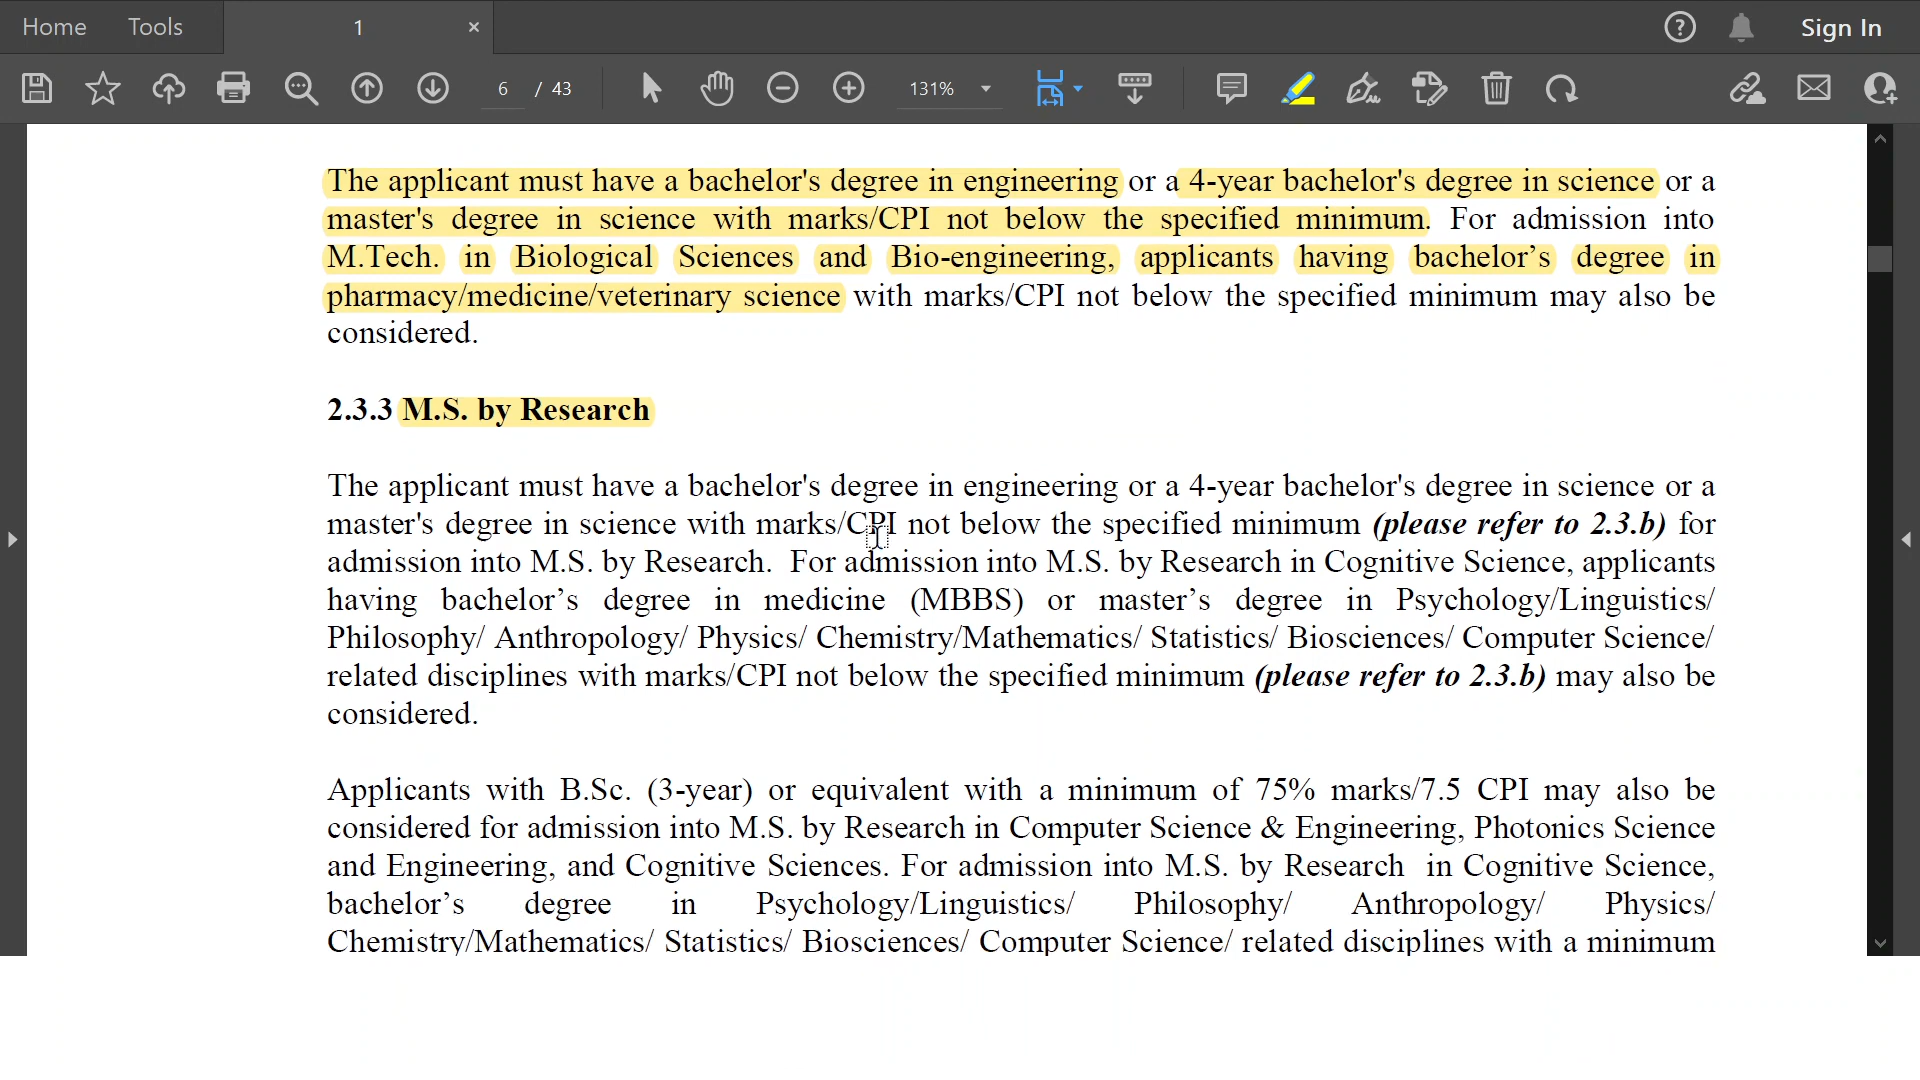 Home Tools 1 × Sign In
6 / 43 131%
The applicant must have a bachelor's degree in engineering or a 4-year bachelor's degree in science or a
master's degree in science with marks/CPI not below the specified minimum. For admission into
M.Tech. in Biological Sciences and Bio-engineering, applicants having bachelor’s degree in
pharmacy/medicine/veterinary science with marks/CPI not below the specified minimum may also be
considered.
2.3.3 M.S. by Research
The applicant must have a bachelor's degree in engineering or a 4-year bachelor's degree in science or a
master's degree in science with marks/CPI not below the specified minimum (please refer to 2.3.b) for
admission into M.S. by Research. For admission into M.S. by Research in Cognitive Science, applicants
having bachelor’s degree in medicine (MBBS) or master’s degree in Psychology/Linguistics/
Philosophy/ Anthropology/ Physics/ Chemistry/Mathematics/ Statistics/ Biosciences/ Computer Science/
related disciplines with marks/CPI not below the specified minimum (please refer to 2.3.b) may also be
considered.
Applicants with B.Sc. (3-year) or equivalent with a minimum of 75% marks/7.5 CPI may also be
considered for admission into M.S. by Research in Computer Science & Engineering, Photonics Science
and Engineering, and Cognitive Sciences. For admission into M.S. by Research in Cognitive Science,
bachelor’s degree in Psychology/Linguistics/ Philosophy/ Anthropology/ Physics/
Chemistry/Mathematics/ Statistics/ Biosciences/ Computer Science/ related disciplines with a minimum